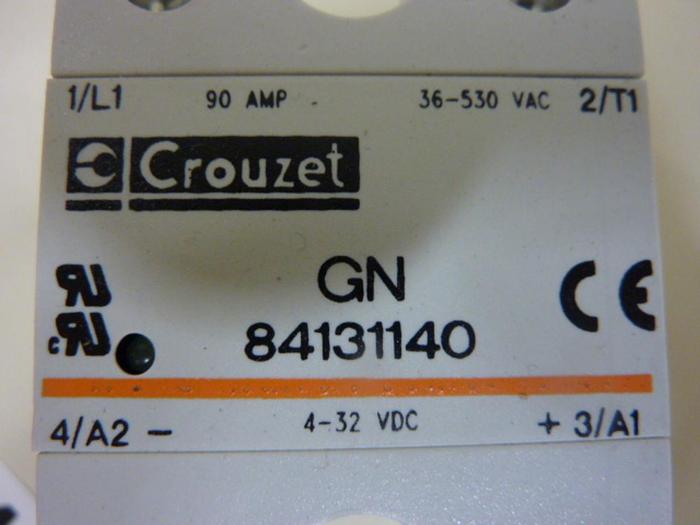 1/L1 90 AMP 36-530 VAC 2/T1
Crouzet
GN
84131140
4/A2 - 4-32 VDC + 3/A1